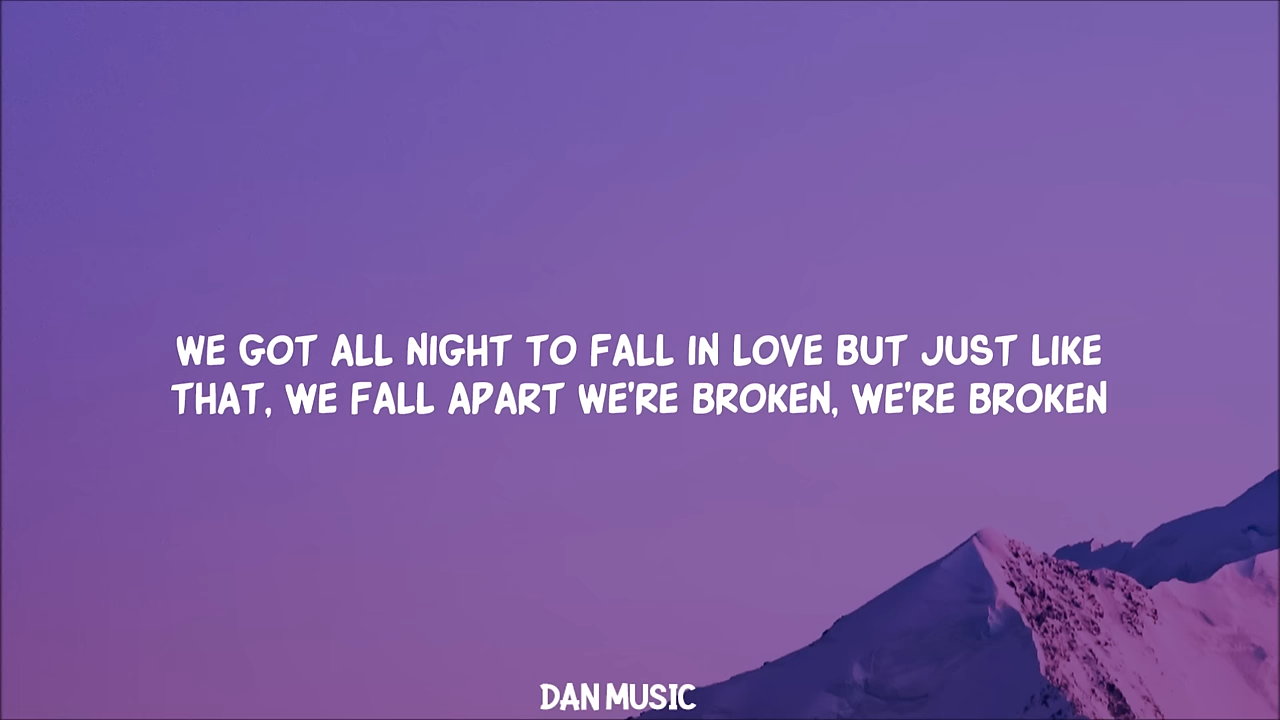 WE GOT ALL NIGHT TO FALL IN LOVE BUT JUST LIKE
THAT, WE FALL APART WE'RE BROKEN, WE'RE BROKEN
DAN MUSIC